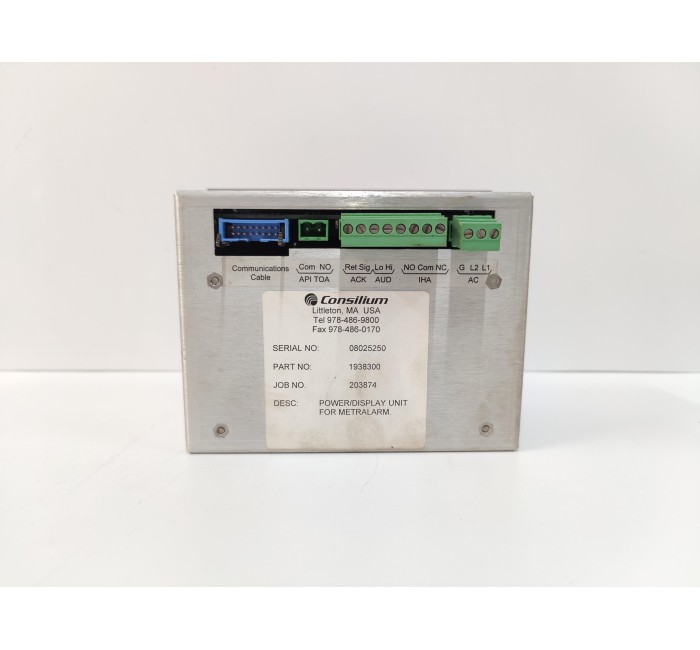 Communications Com NO Ret Sig Lo Hi NO Com NC G L2 L1
Cable API TOA ACK AUD IHA AC
Consilium
Littleton, MA USA
Tel 978-486-9800
Fax 978-486-0170
SERIAL NO: 08025250
PART NO: 1938300
JOB NO. 203874
DESC: POWER/DISPLAY UNIT
FOR METRALARM.